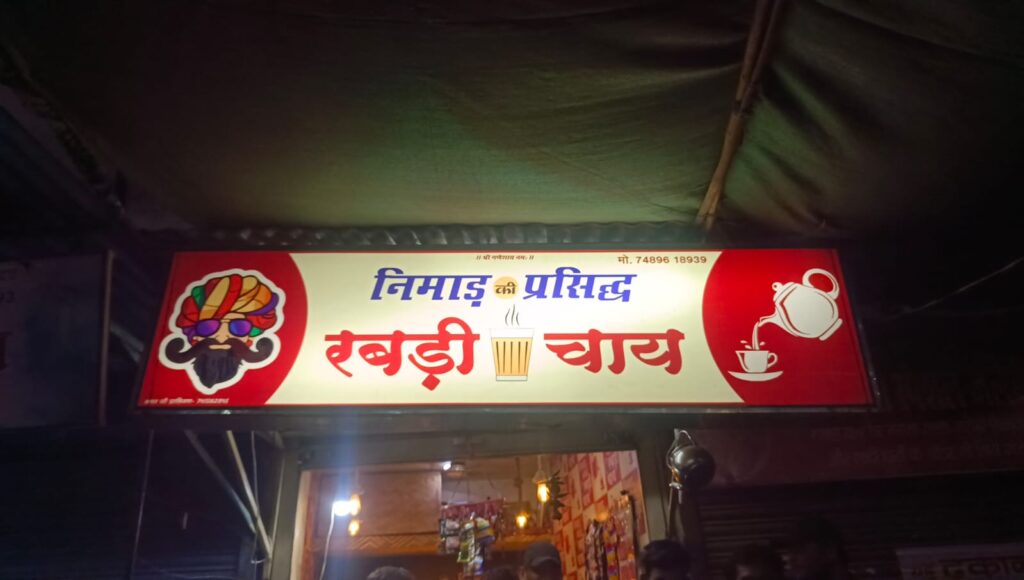 ॥ श्री गणेशाय नमः ॥
मो. 74896 18939
निमाड़ की प्रसिद्ध
रबड़ी चाय